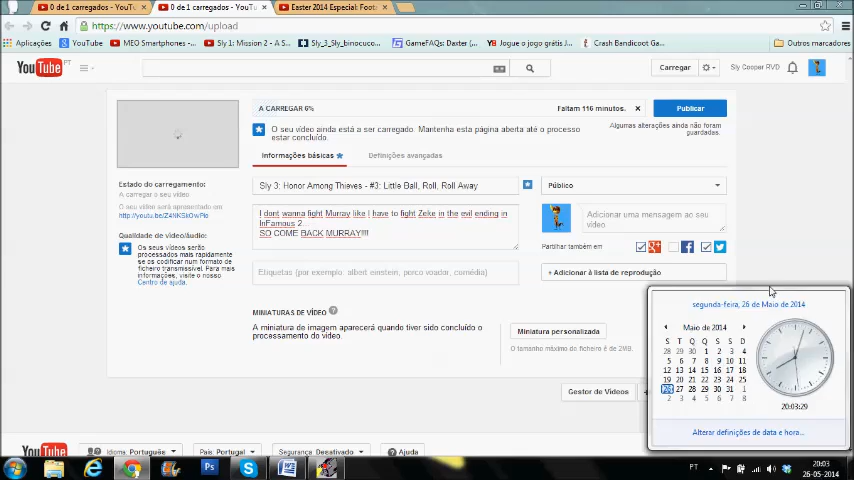 0 de 1 carregados - YouTu
0 de 1 carregados - YouTu
Easter 2014 Especial: Foot
https://www.youtube.com/upload
Aplicações
YouTube
MEO Smartphones -
Sly 1: Mission 2 - A S
Sly_3_Sly_binocuco
GameFAQs: Daxter (
Jogue o jogo grátis J
Crash Bandicoot Ga
Outros marcadores
YouTube PT
Carregar
Sly Cooper RVD
A CARREGAR 6%
Faltam 116 minutos.
Publicar
O seu vídeo ainda está a ser carregado. Mantenha esta página aberta até o processo
estar concluído.
Algumas alterações ainda não foram
guardadas.
Informações básicas
Definições avançadas
Estado do carregamento:
A carregar o seu vídeo
O seu vídeo será apresentado em
Qualidade de vídeo/áudio:
Os seus vídeos serão
processados mais rapidamente
se os codificar num formato de
ficheiro transmissível. Para mais
informações, visite o nosso
Centro de ajuda.
Sly 3: Honor Among Thieves - #3: Little Ball, Roll, Roll Away
Público
I dont wanna fight Murray like I have to fight Zeke in the evil ending in
InFamous 2...
SO COME BACK MURRAY!!!!
Adicionar uma mensagem ao seu
vídeo
Partilhar também em
Etiquetas (por exemplo: albert einstein, porco voador, comédia)
+ Adicionar à lista de reprodução
MINIATURAS DE VÍDEO
A miniatura de imagem aparecerá quando tiver sido concluído o
processamento do vídeo.
Miniatura personalizada
O tamanho máximo do ficheiro é de 2MB.
Gestor de Vídeos
segunda-feira, 26 de Maio de 2014
Maio de 2014
S T Q Q S S D
28 29 30 1 2 3 4
5 6 7 8 9 10 11
12 13 14 15 16 17 18
19 20 21 22 23 24 25
26 27 28 29 30 31 1
2 3 4 5 6 7 8
20:03:29
Alterar definições de data e hora...
YouTube
Idioma: Português
País: Portugal
Segurança: Desativado
Ajuda
PT
20:03
26-05-2014